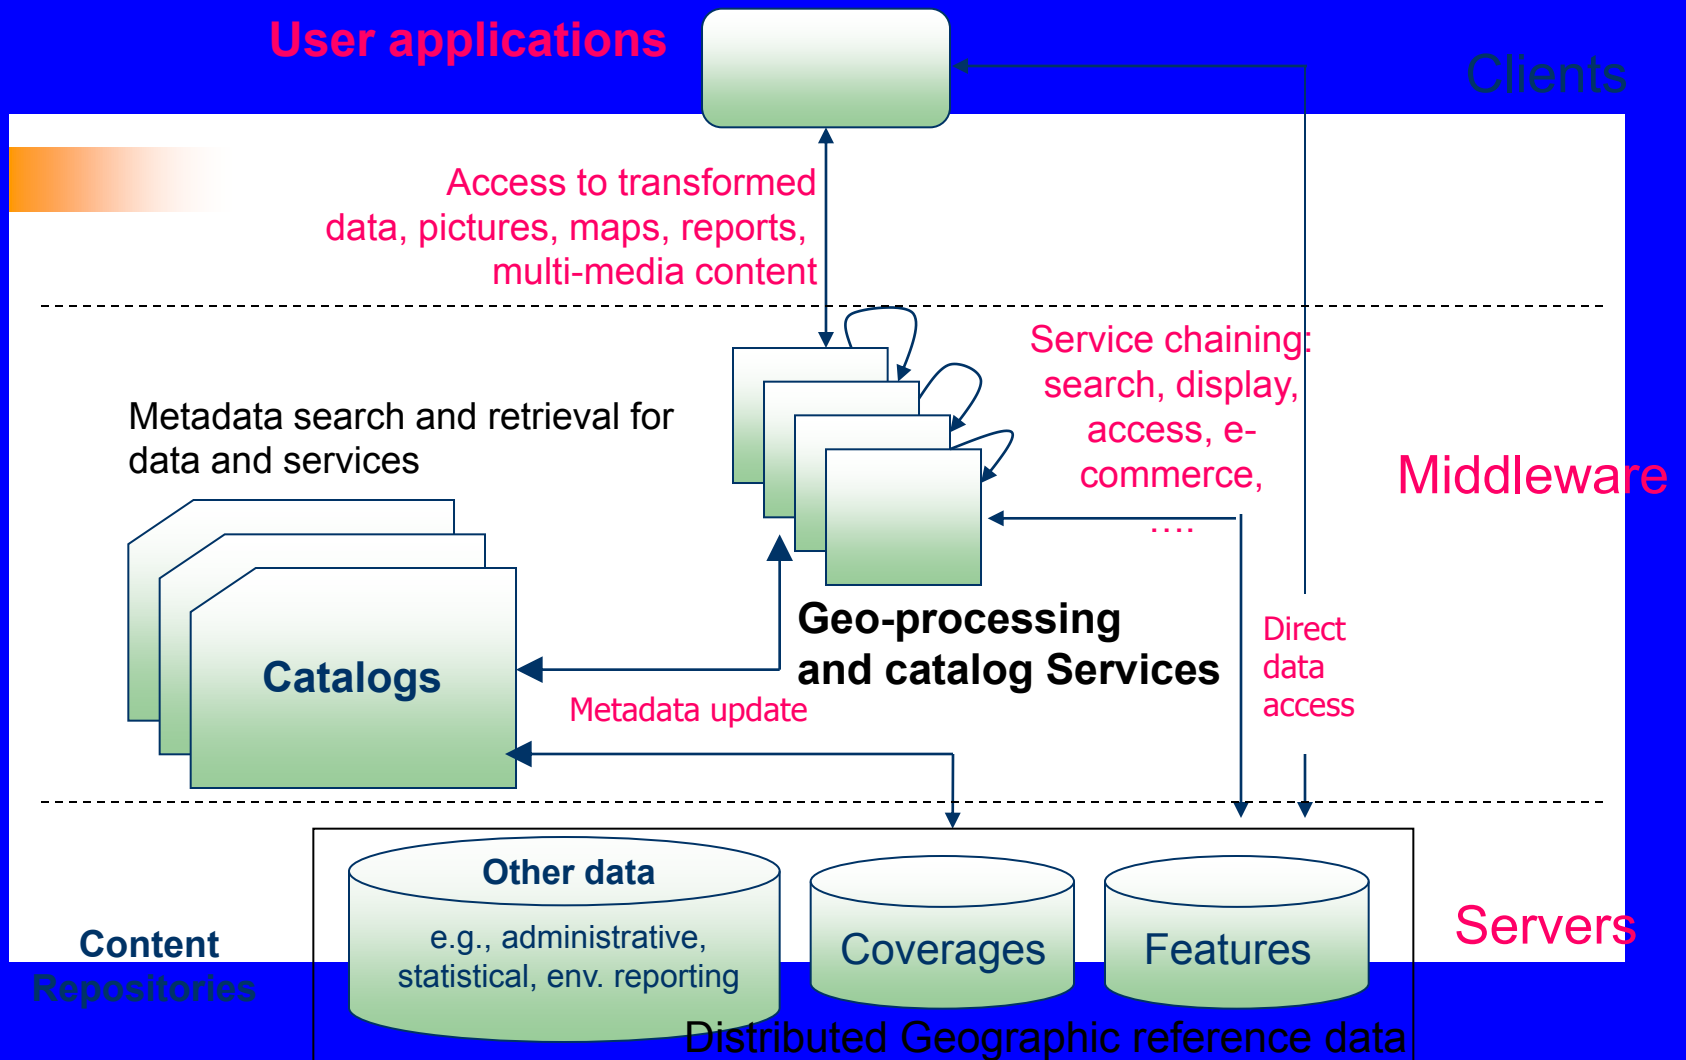 User applications
Clients
Access to transformed
data, pictures, maps, reports,
multi-media content
Service chaining:
search, display,
access, e-
commerce,
....
Metadata search and retrieval for
data and services
Middleware
Catalogs
Geo-processing
and catalog Services
Metadata update
Direct
data
access
Other data
e.g., administrative,
statistical, env. reporting
Coverages
Features
Servers
Content
Repositories
Distributed Geographic reference data